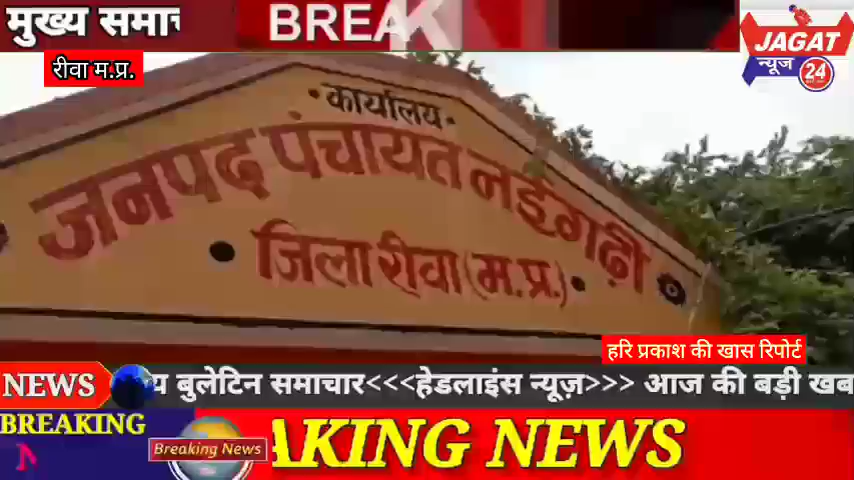 मुख्य समाच
BREAK
JAGAT
न्यूज
24
रीवा म.प्र.
कार्यालय
जनपद पंचायत नईगढ़ी
जिला रीवा (म.प्र.)
हरि प्रकाश की खास रिपोर्ट
NEWS
य बुलेटिन समाचार<<<हेडलाइंस न्यूज़>>> आज की बड़ी खब
BREAKING
N
Breaking News
AKING NEWS